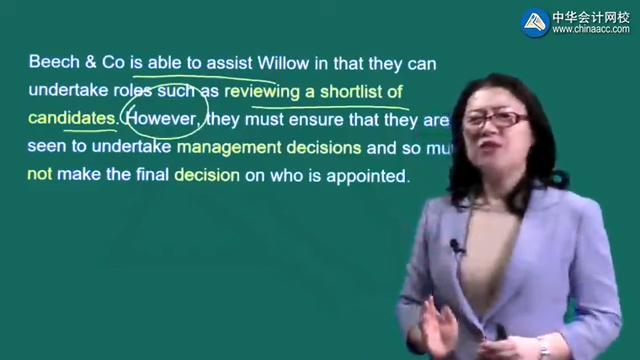 中华会计网校
www.chinaacc.com
Beech & Co is able to assist Willow in that they can
undertake roles such as reviewing a shortlist of
candidates. However, they must ensure that they are
seen to undertake management decisions and so
not make the final decision on who is appointed.